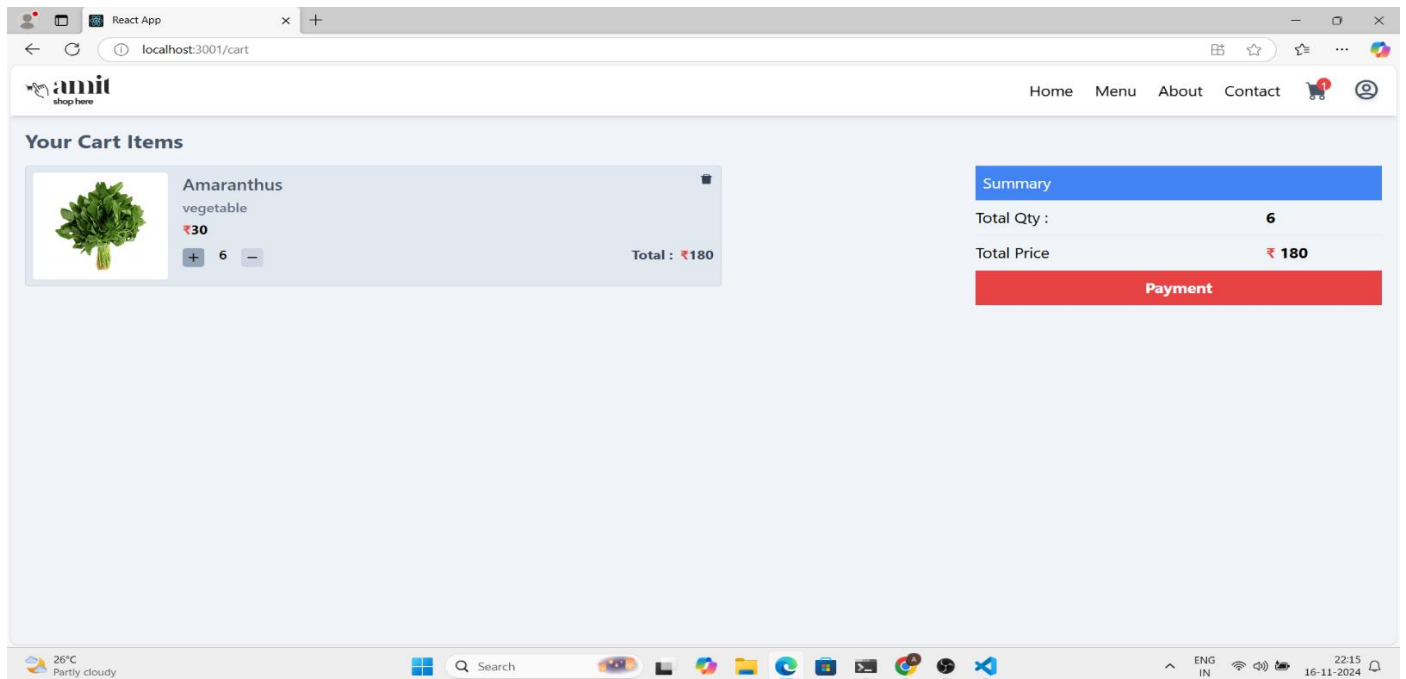 React App
localhost:3001/cart
amit
shop here
Home Menu About Contact 1
Your Cart Items
Amaranthus
vegetable
₹30
+ 6 −
Total : ₹180
Summary
Total Qty : 6
Total Price ₹ 180
Payment
26°C
Partly cloudy
Search
ENG
IN
22:15
16-11-2024